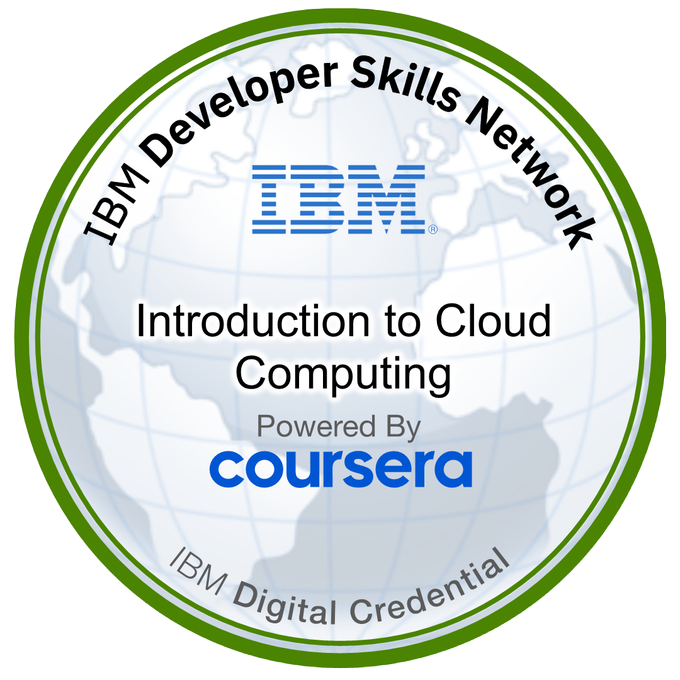 IBM Developer Skills Network
IBM®
Introduction to Cloud
Computing
Powered By
coursera
IBM Digital Credential